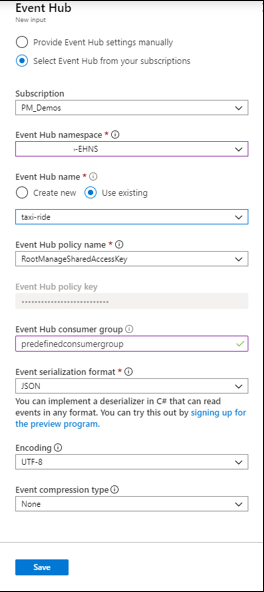 Event Hub
New input
Provide Event Hub settings manually
Select Event Hub from your subscriptions
Subscription
PM_Demos
Event Hub namespace *
--EHNS
Event Hub name *
Create new Use existing
taxi-ride
Event Hub policy name *
RootManageSharedAccessKey
Event Hub policy key
Event Hub consumer group
predefinedconsumergroup
Event serialization format *
JSON
You can implement a deserializer in C# that can read
events in any format. You can try this out by signing up for
the preview program.
Encoding
UTF-8
Event compression type
None
Save